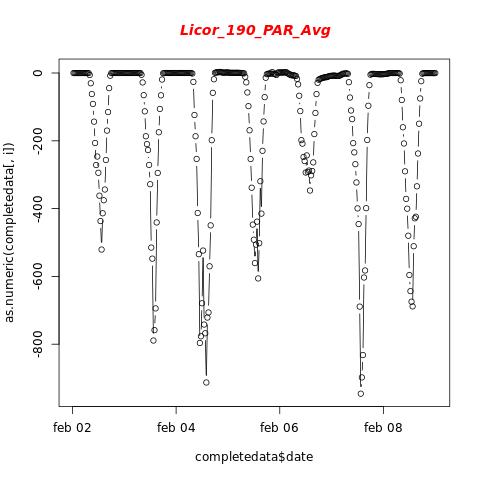 Licor_190_PAR_Avg
as.numeric(completedata[, i])
0
-200
-400
-600
-800
feb 02
feb 04
feb 06
feb 08
completedata$date